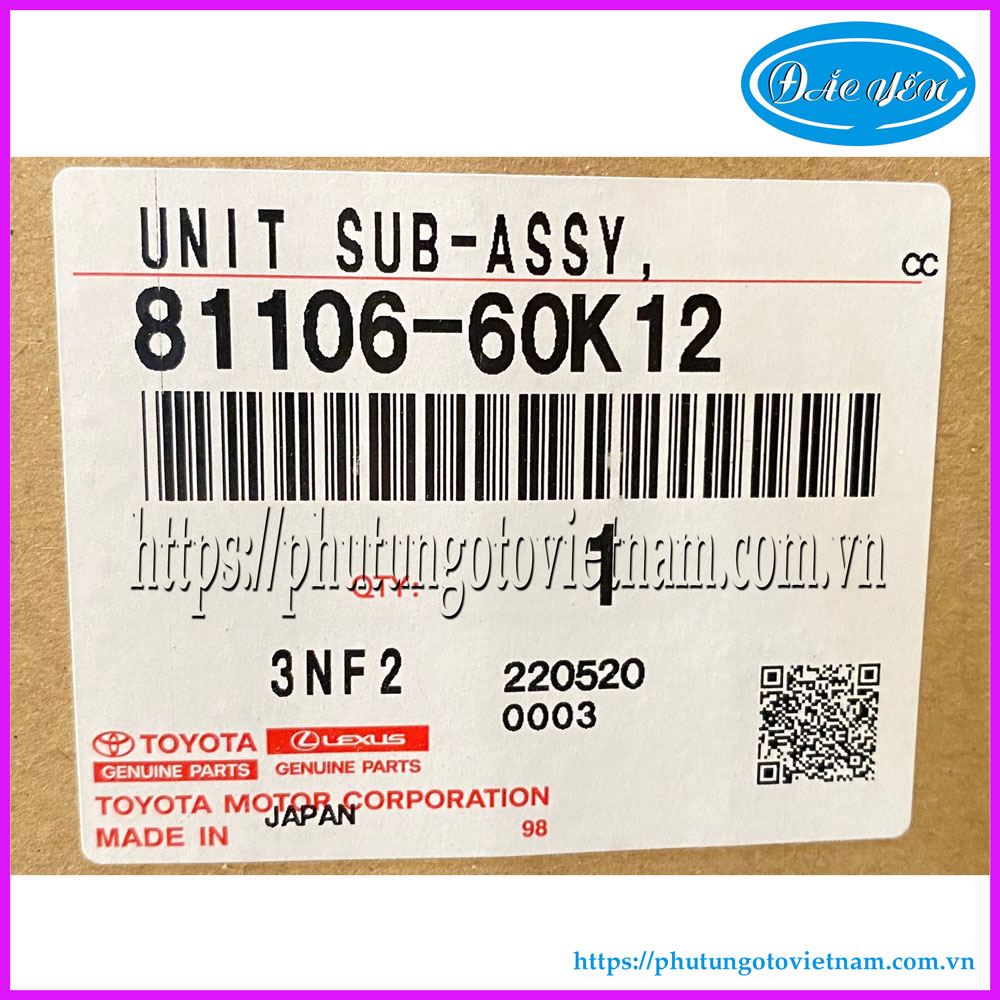 ĐẮC YẾN
UNIT SUB-ASSY,
CC
81106-60K12
https://phutungotovietnam.com.vn
QTY: 1
3NF2
220520
0003
TOYOTA
LEXUS
GENUINE PARTS
GENUINE PARTS
TOYOTA MOTOR CORPORATION
MADE IN JAPAN
98
https://phutungotovietnam.com.vn